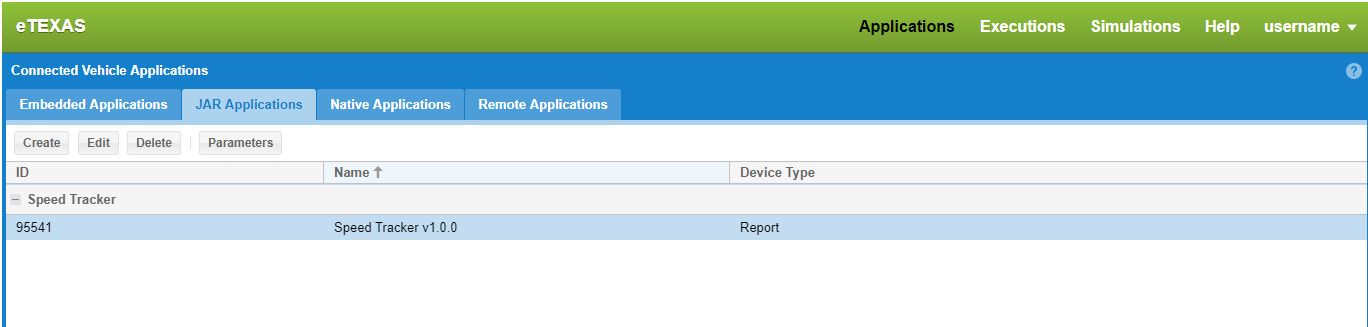 eTEXAS Applications Executions Simulations Help username
Connected Vehicle Applications ?
Embedded Applications JAR Applications Native Applications Remote Applications
Create Edit Delete Parameters
ID Name Device Type
Speed Tracker
95541 Speed Tracker v1.0.0 Report